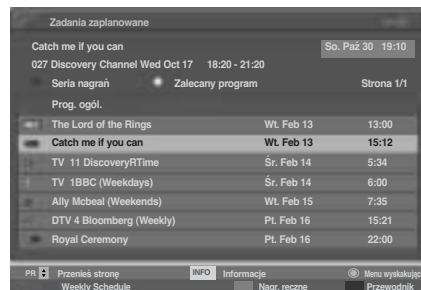 Zadania zaplanowane
Catch me if you can So. Paź 30 19:10
027 Discovery Channel Wed Oct 17 18:20 - 21:20
Seria nagrań Zalecany program Strona 1/1
Prog. ogól.
The Lord of the Rings Wt. Feb 13 13:00
Catch me if you can Wt. Feb 13 15:12
TV 11 DiscoveryRTime Śr. Feb 14 5:34
TV 1BBC (Weekdays) Śr. Feb 14 6:00
Ally Mcbeal (Weekends) Wt. Feb 15 7:35
DTV 4 Bloomberg (Weekly) Pt. Feb 16 15:21
Royal Ceremony Pt. Feb 16 22:00
PR Przenieś stronę INFO Informacje Menu wyskakując
Weekly Schedule Nagr. ręczne Przewodnik